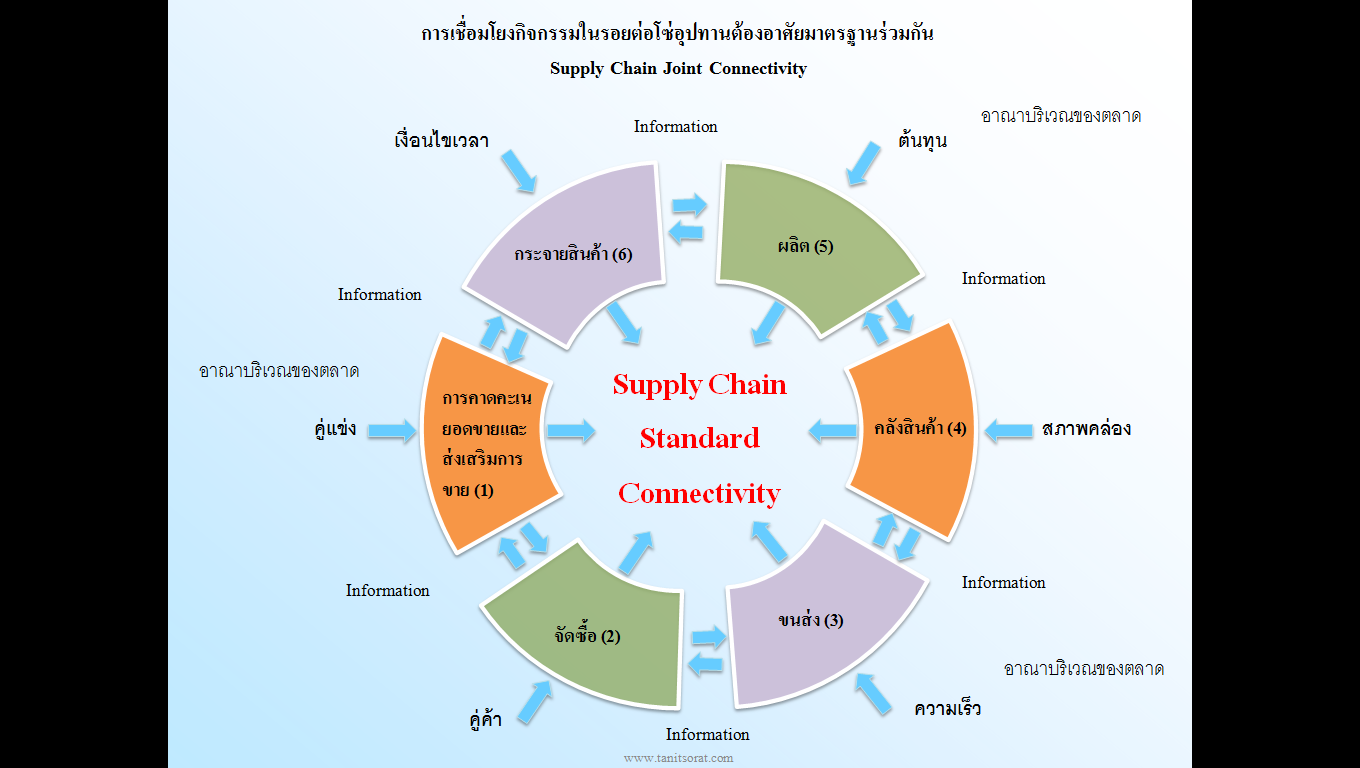 การเชื่อมโยงกิจกรรมในรอยต่อโซ่อุปทานต้องอาศัยมาตรฐานร่วมกัน
Supply Chain Joint Connectivity
อาณาบริเวณของตลาด
Information
เงื่อนไขเวลา
ต้นทุน
กระจายสินค้า (6)
ผลิต (5)
Information
Information
อาณาบริเวณของตลาด
Supply Chain
Standard
Connectivity
การคาดคะเน
ยอดขายและ
ส่งเสริมการ
ขาย (1)
คู่แข่ง
คลังสินค้า (4)
สภาพคล่อง
Information
Information
จัดซื้อ (2)
ขนส่ง (3)
อาณาบริเวณของตลาด
คู่ค้า
ความเร็ว
Information
www.tanitsorat.com